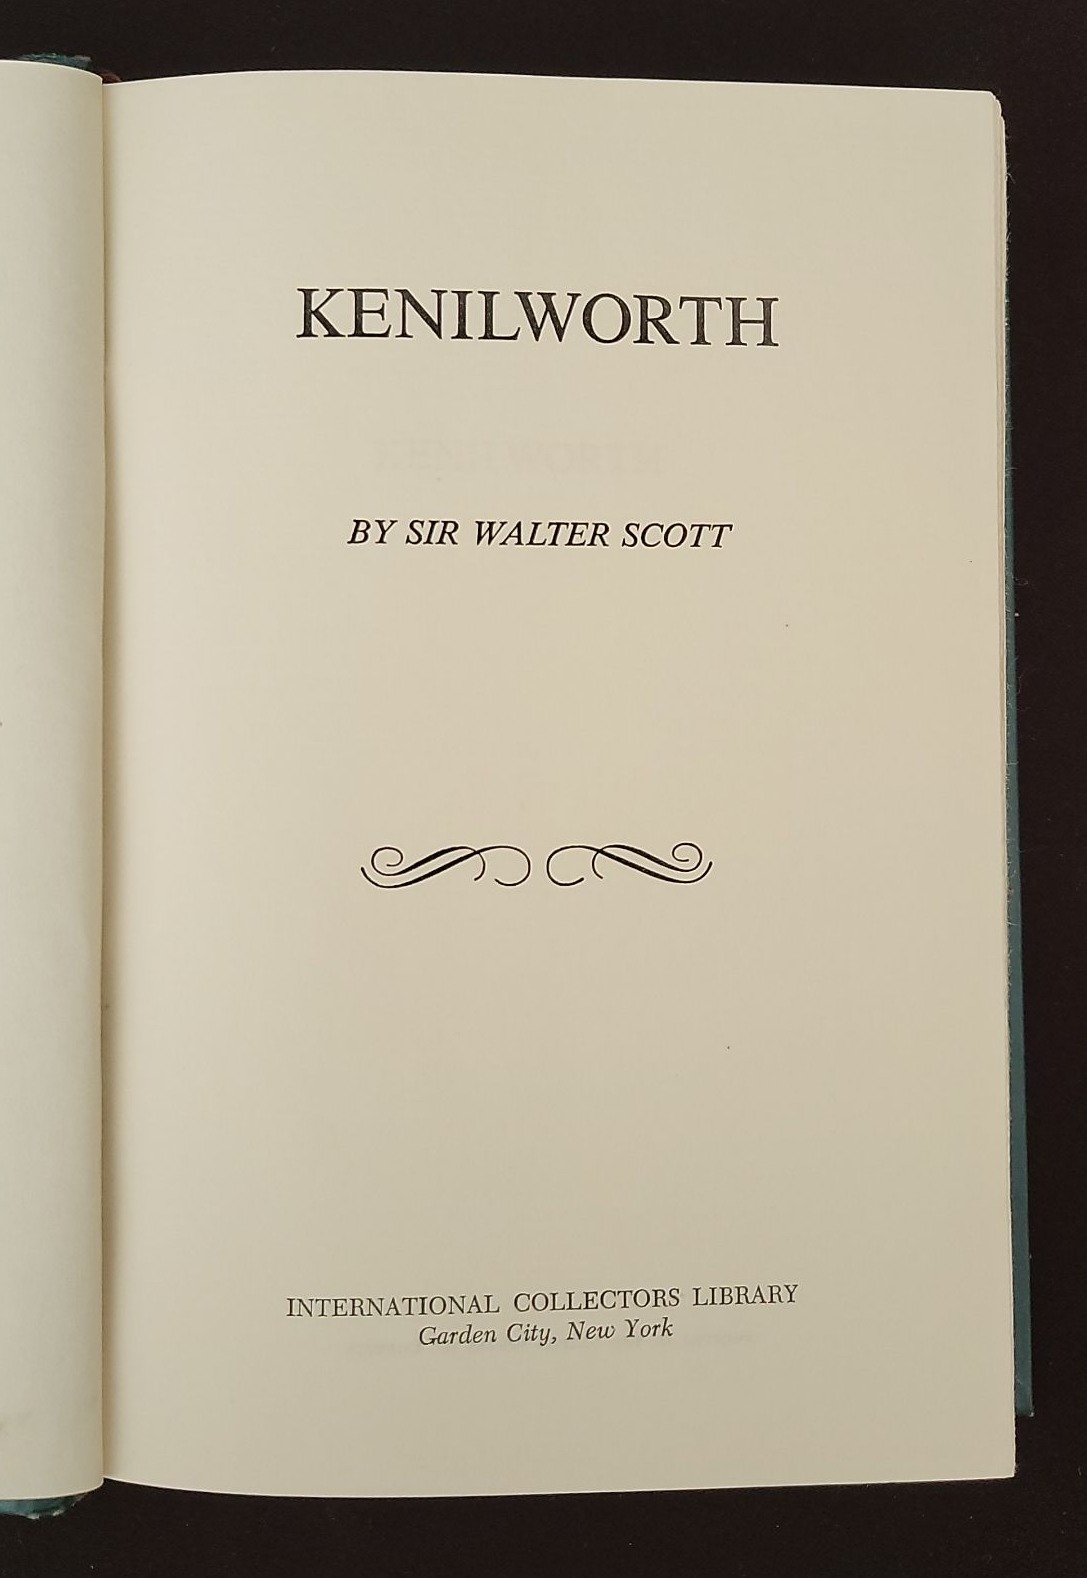 KENILWORTH
BY SIR WALTER SCOTT
INTERNATIONAL COLLECTORS LIBRARY
Garden City, New York